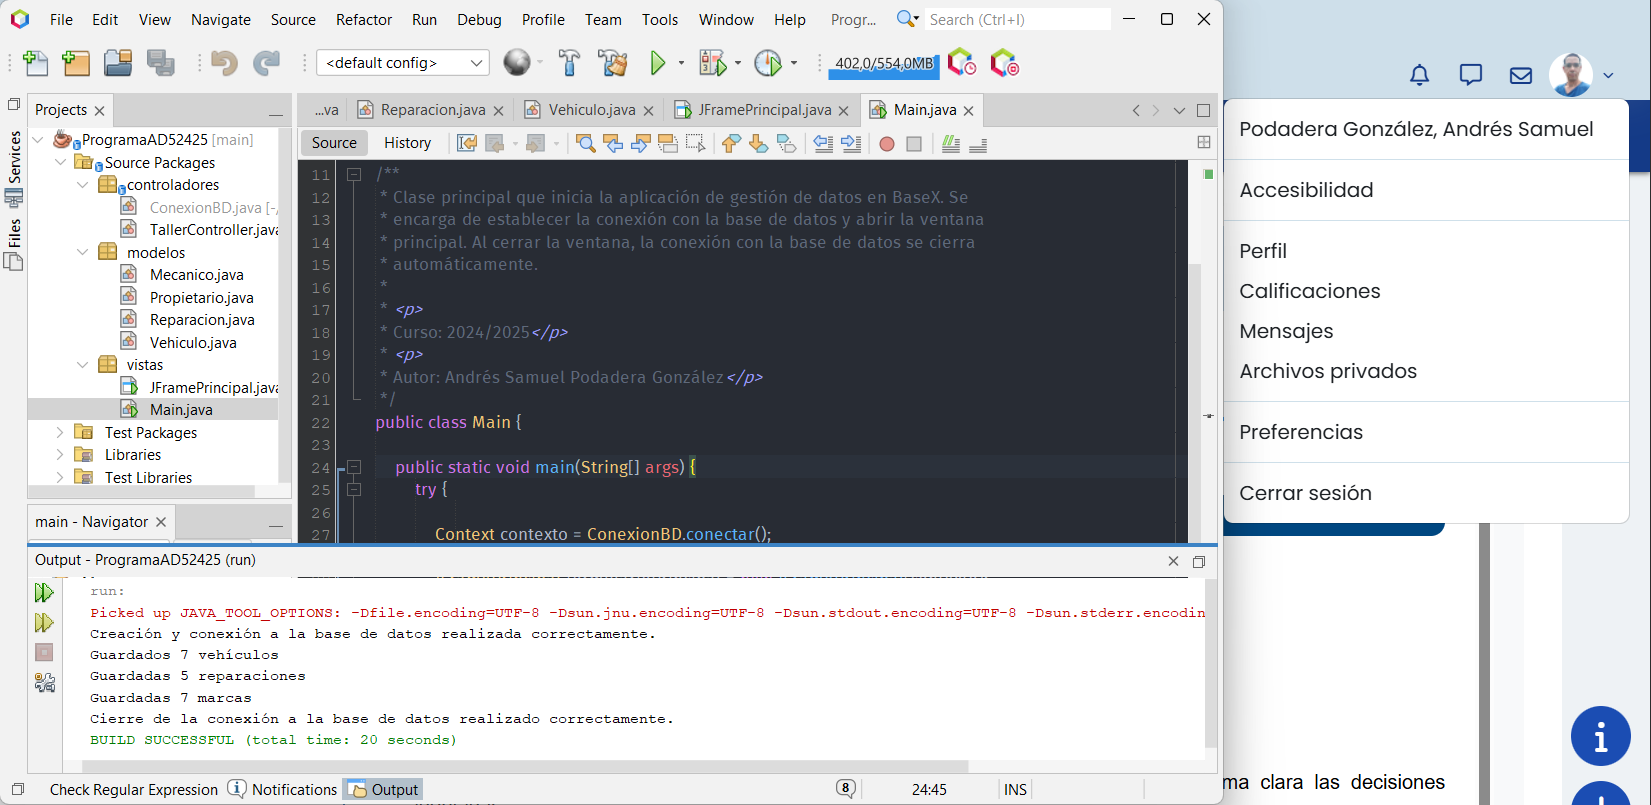 File Edit View Navigate Source Refactor Run Debug Profile Team Tools Window Help Progr... Search (Ctrl+I)
<default config> 402,0/554,0MB
Projects
...va Reparacion.java Vehiculo.java JFramePrincipal.java Main.java
Source History
Services
Files
ProgramaAD52425 [main]
Source Packages
controladores
ConexionBD.java [-/
TallerController.java
modelos
Mecanico.java
Propietario.java
Reparacion.java
Vehiculo.java
vistas
JFramePrincipal.java
Main.java
Test Packages
Libraries
Test Libraries
main - Navigator
11 /**
12 * Clase principal que inicia la aplicación de gestión de datos en BaseX. Se
13 * encarga de establecer la conexión con la base de datos y abrir la ventana
14 * principal. Al cerrar la ventana, la conexión con la base de datos se cierra
15 * automáticamente.
16 *
17 * <p>
18 * Curso: 2024/2025</p>
19 * <p>
20 * Autor: Andrés Samuel Podadera González</p>
21 */
22 public class Main {
23
24 public static void main(String[] args) {
25 try {
26
27 Context contexto = ConexionBD.conectar();
Output - ProgramaAD52425 (run)
run:
Picked up JAVA_TOOL_OPTIONS: -Dfile.encoding=UTF-8 -Dsun.jnu.encoding=UTF-8 -Dsun.stdout.encoding=UTF-8 -Dsun.stderr.encodin
Creación y conexión a la base de datos realizada correctamente.
Guardados 7 vehículos
Guardadas 5 reparaciones
Guardadas 7 marcas
Cierre de la conexión a la base de datos realizado correctamente.
BUILD SUCCESSFUL (total time: 20 seconds)
Check Regular Expression Notifications Output 8 24:45 INS
Podadera González, Andrés Samuel
Accesibilidad
Perfil
Calificaciones
Mensajes
Archivos privados
Preferencias
Cerrar sesión
ma clara las decisiones